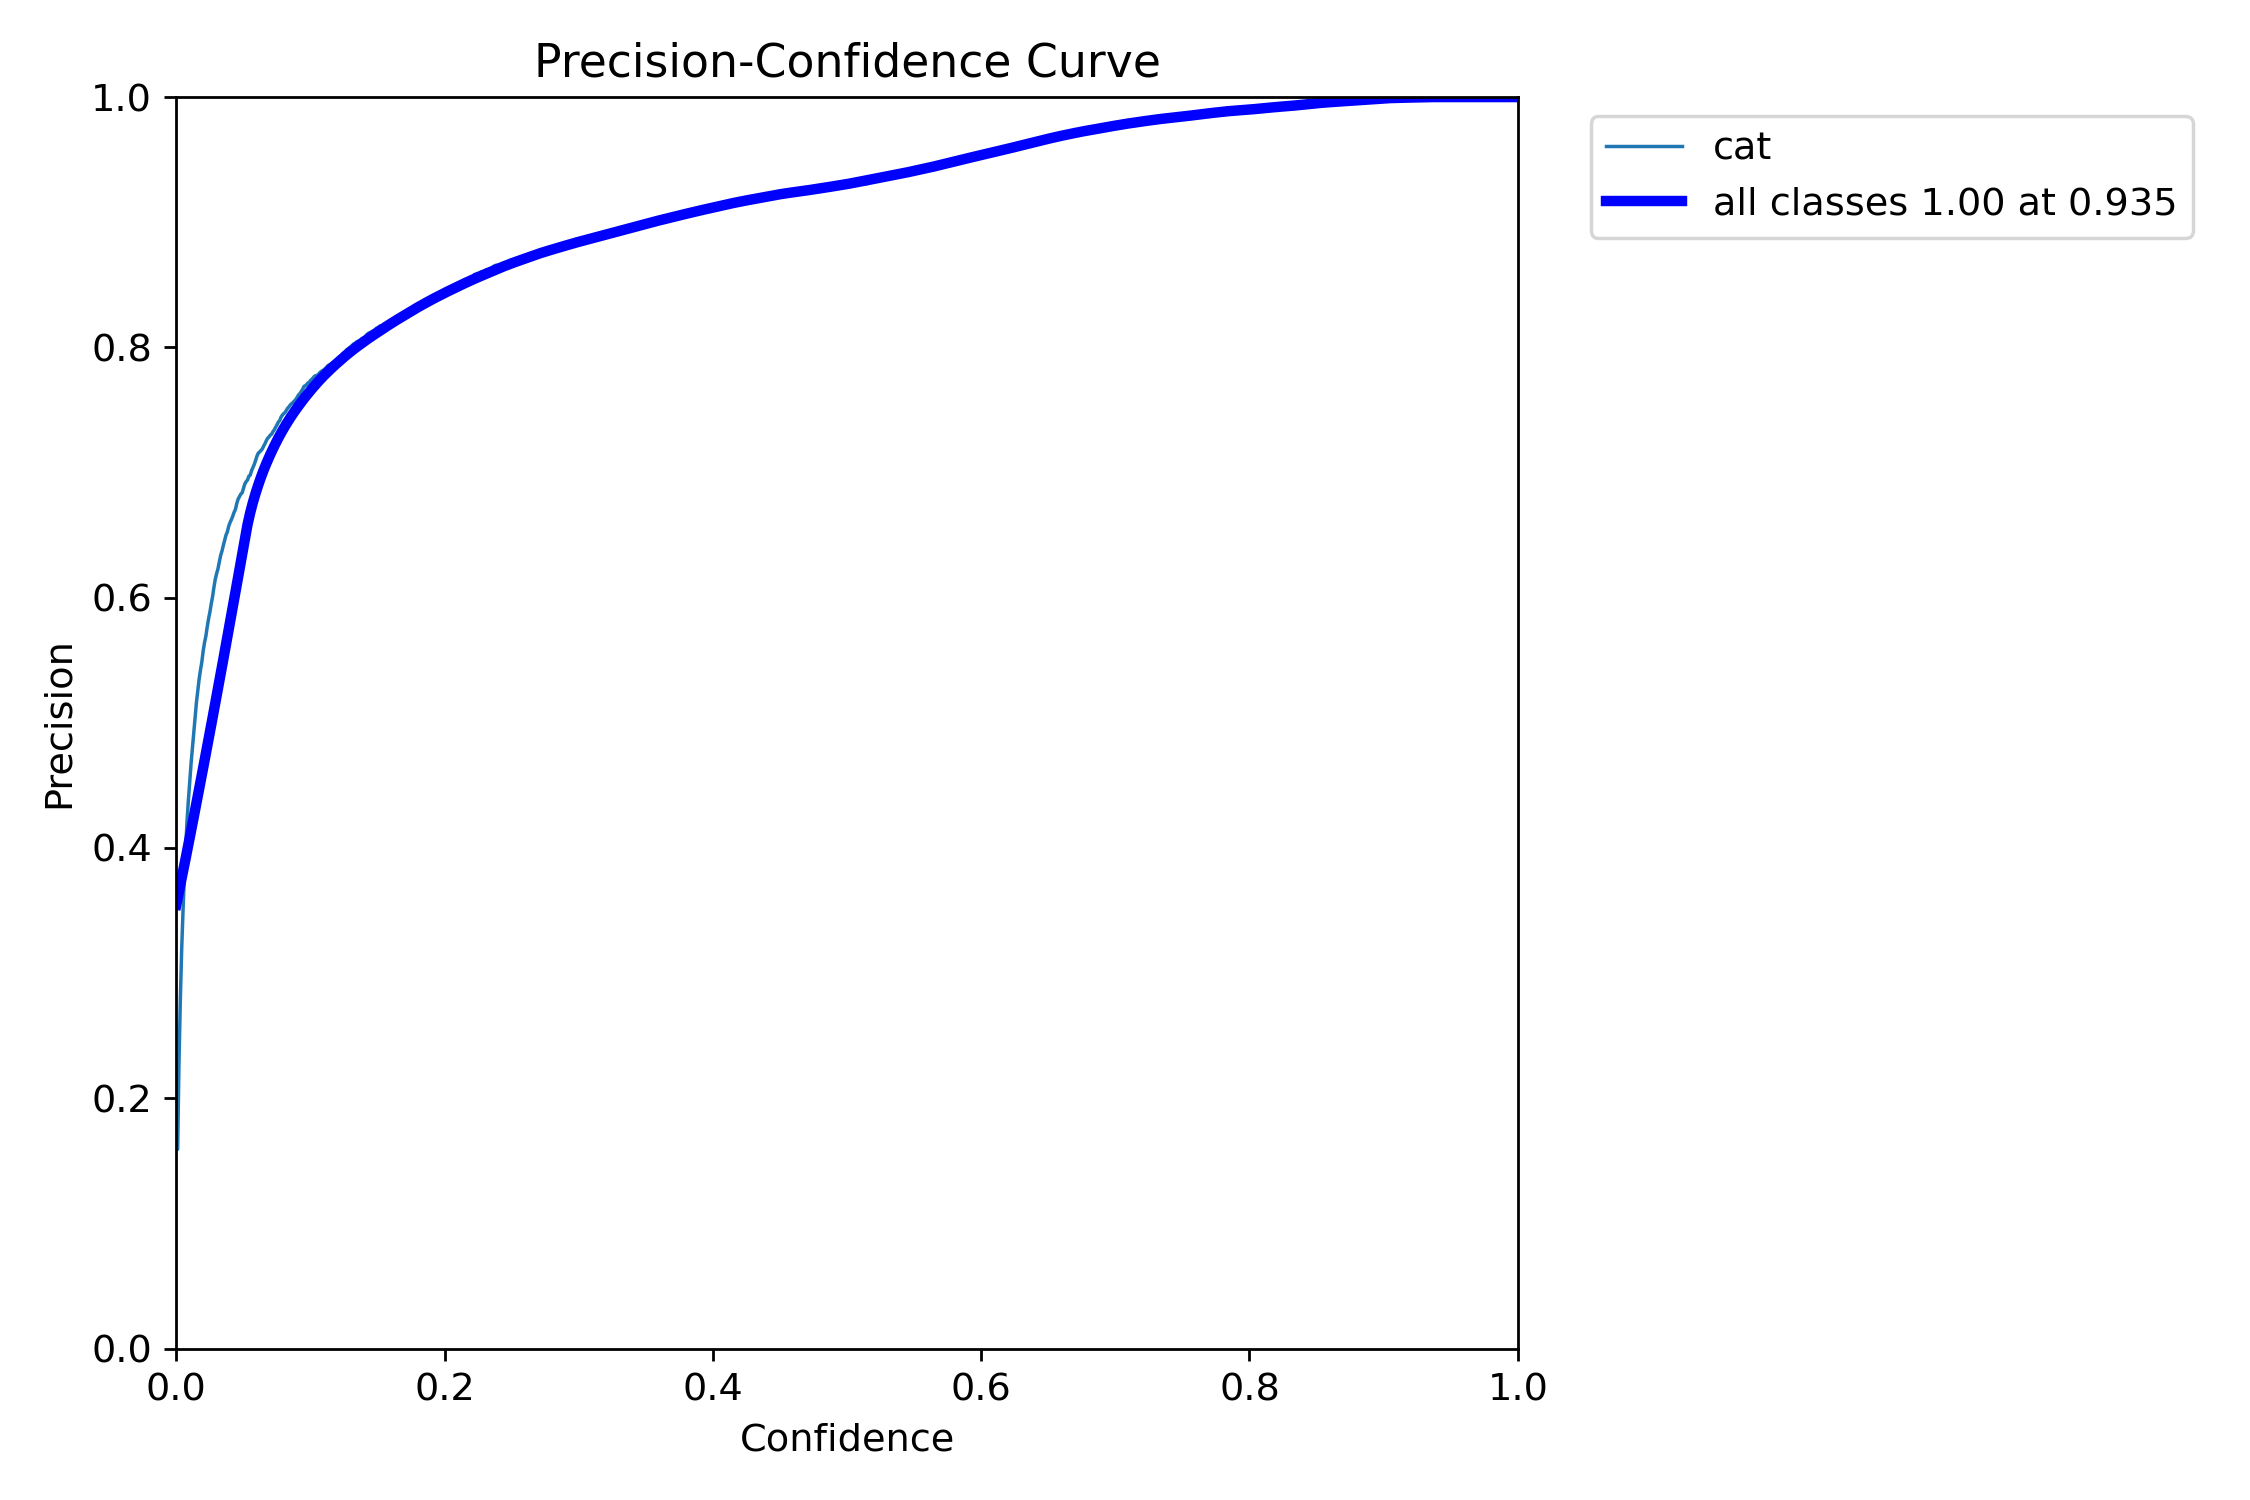 Precision-Confidence Curve
1.0
0.8
0.6
0.4
0.2
0.0
Precision
0.0 0.2 0.4 0.6 0.8 1.0
Confidence
cat
all classes 1.00 at 0.935